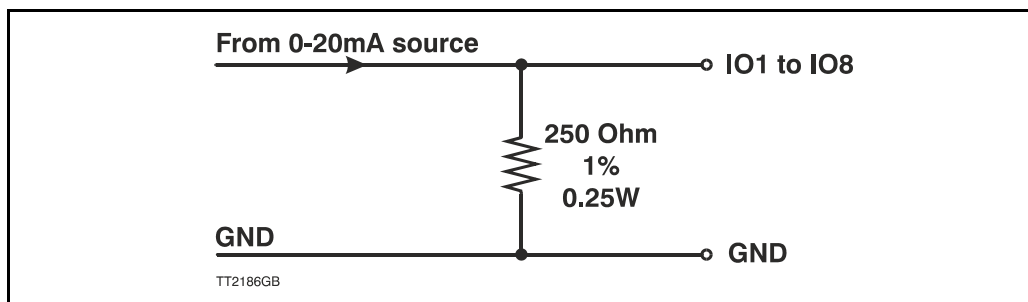 From 0-20mA source
IO1 to IO8
250 Ohm
1%
0.25W
GND
GND
TT2186GB